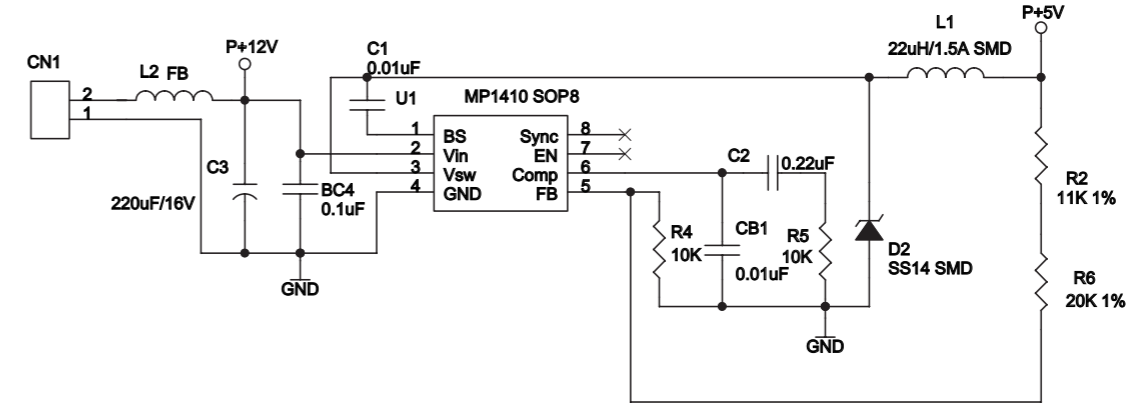 CN1
2
1
L2 FB
P+12V
C3
220uF/16V
BC4
0.1uF
GND
C1
0.01uF
U1
MP1410 SOP8
1
2
3
4
BS
Vin
Vsw
GND
Sync
EN
Comp
FB
8
7
6
5
C2
0.22uF
R4
10K
CB1
0.01uF
R5
10K
GND
D2
SS14 SMD
L1
22uH/1.5A SMD
P+5V
R2
11K 1%
R6
20K 1%